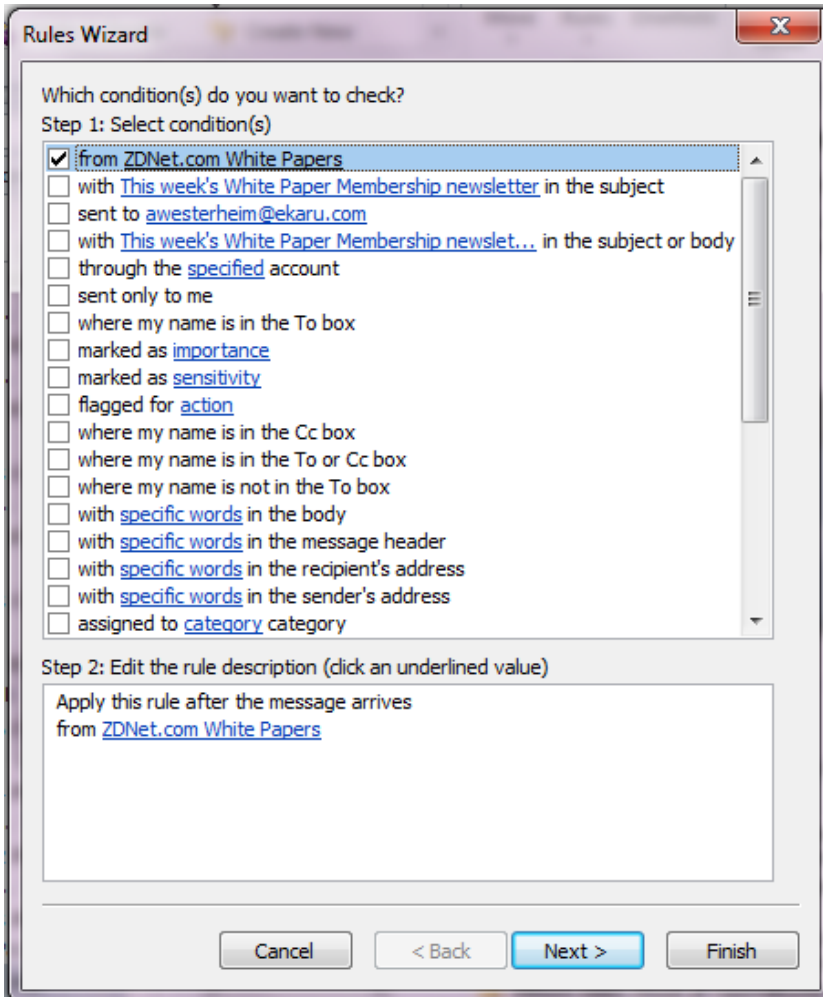 Rules Wizard
Which condition(s) do you want to check?
Step 1: Select condition(s)
from ZDNet.com White Papers
with This week's White Paper Membership newsletter in the subject
sent to awesterheim@ekaru.com
with This week's White Paper Membership newslet... in the subject or body
through the specified account
sent only to me
where my name is in the To box
marked as importance
marked as sensitivity
flagged for action
where my name is in the Cc box
where my name is in the To or Cc box
where my name is not in the To box
with specific words in the body
with specific words in the message header
with specific words in the recipient's address
with specific words in the sender's address
assigned to category category
Step 2: Edit the rule description (click an underlined value)
Apply this rule after the message arrives
from ZDNet.com White Papers
Cancel < Back Next > Finish